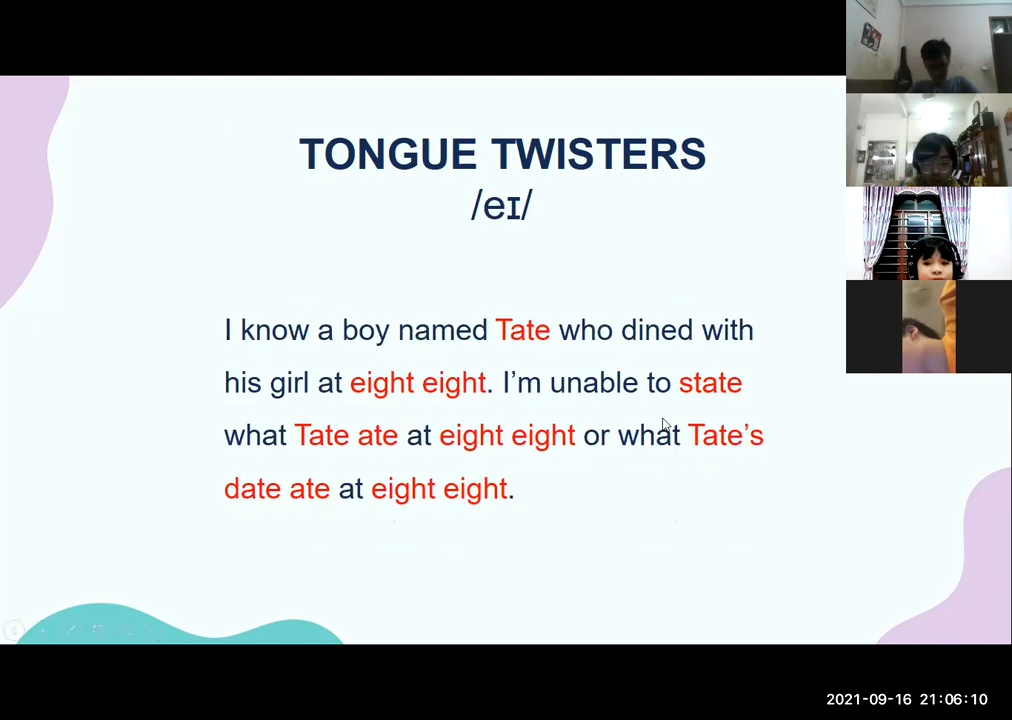 TONGUE TWISTERS
/eɪ/
I know a boy named Tate who dined with
his girl at eight eight. I’m unable to state
what Tate ate at eight eight or what Tate’s
date ate at eight eight.
2021-09-16 21:06:10